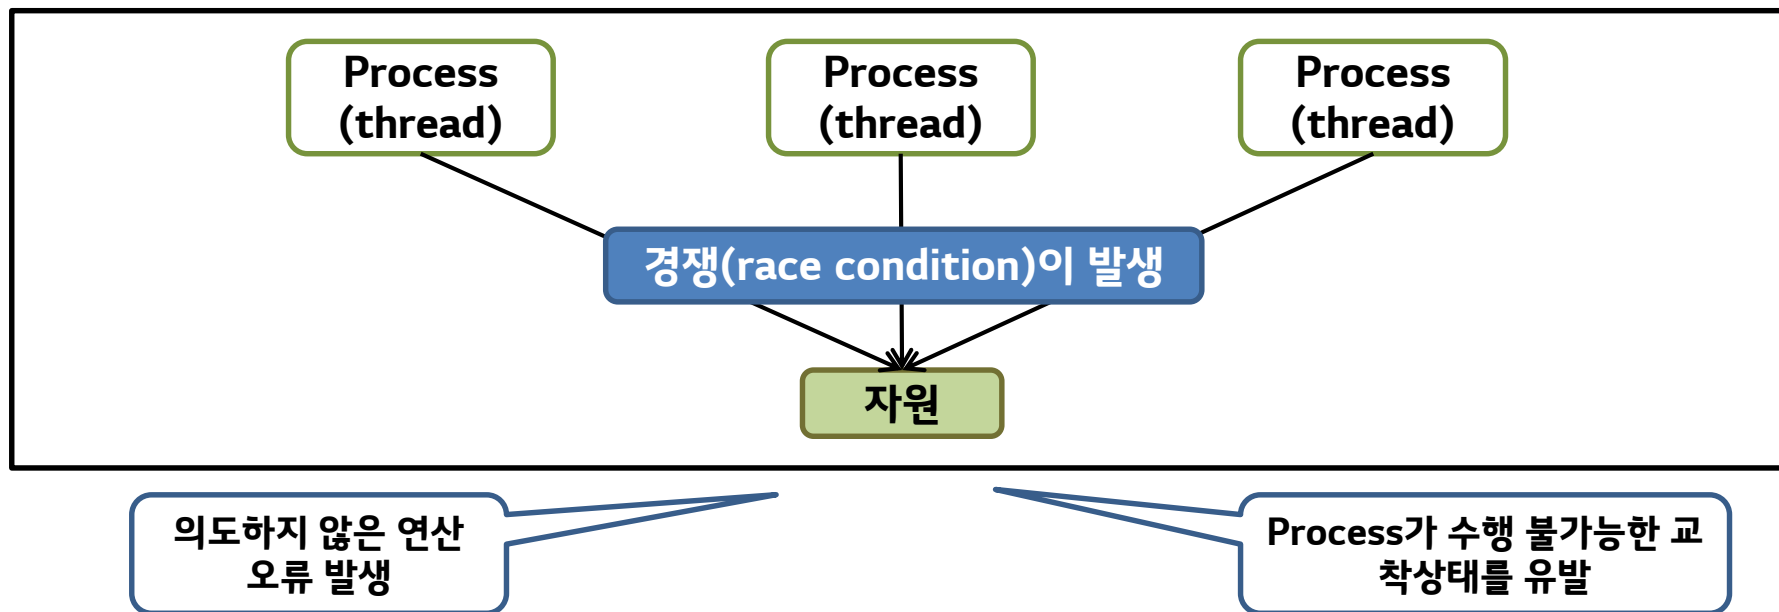 Process
(thread)
Process
(thread)
Process
(thread)
경쟁(race condition)이 발생
자원
의도하지 않은 연산
오류 발생
Process가 수행 불가능한 교
착상태를 유발